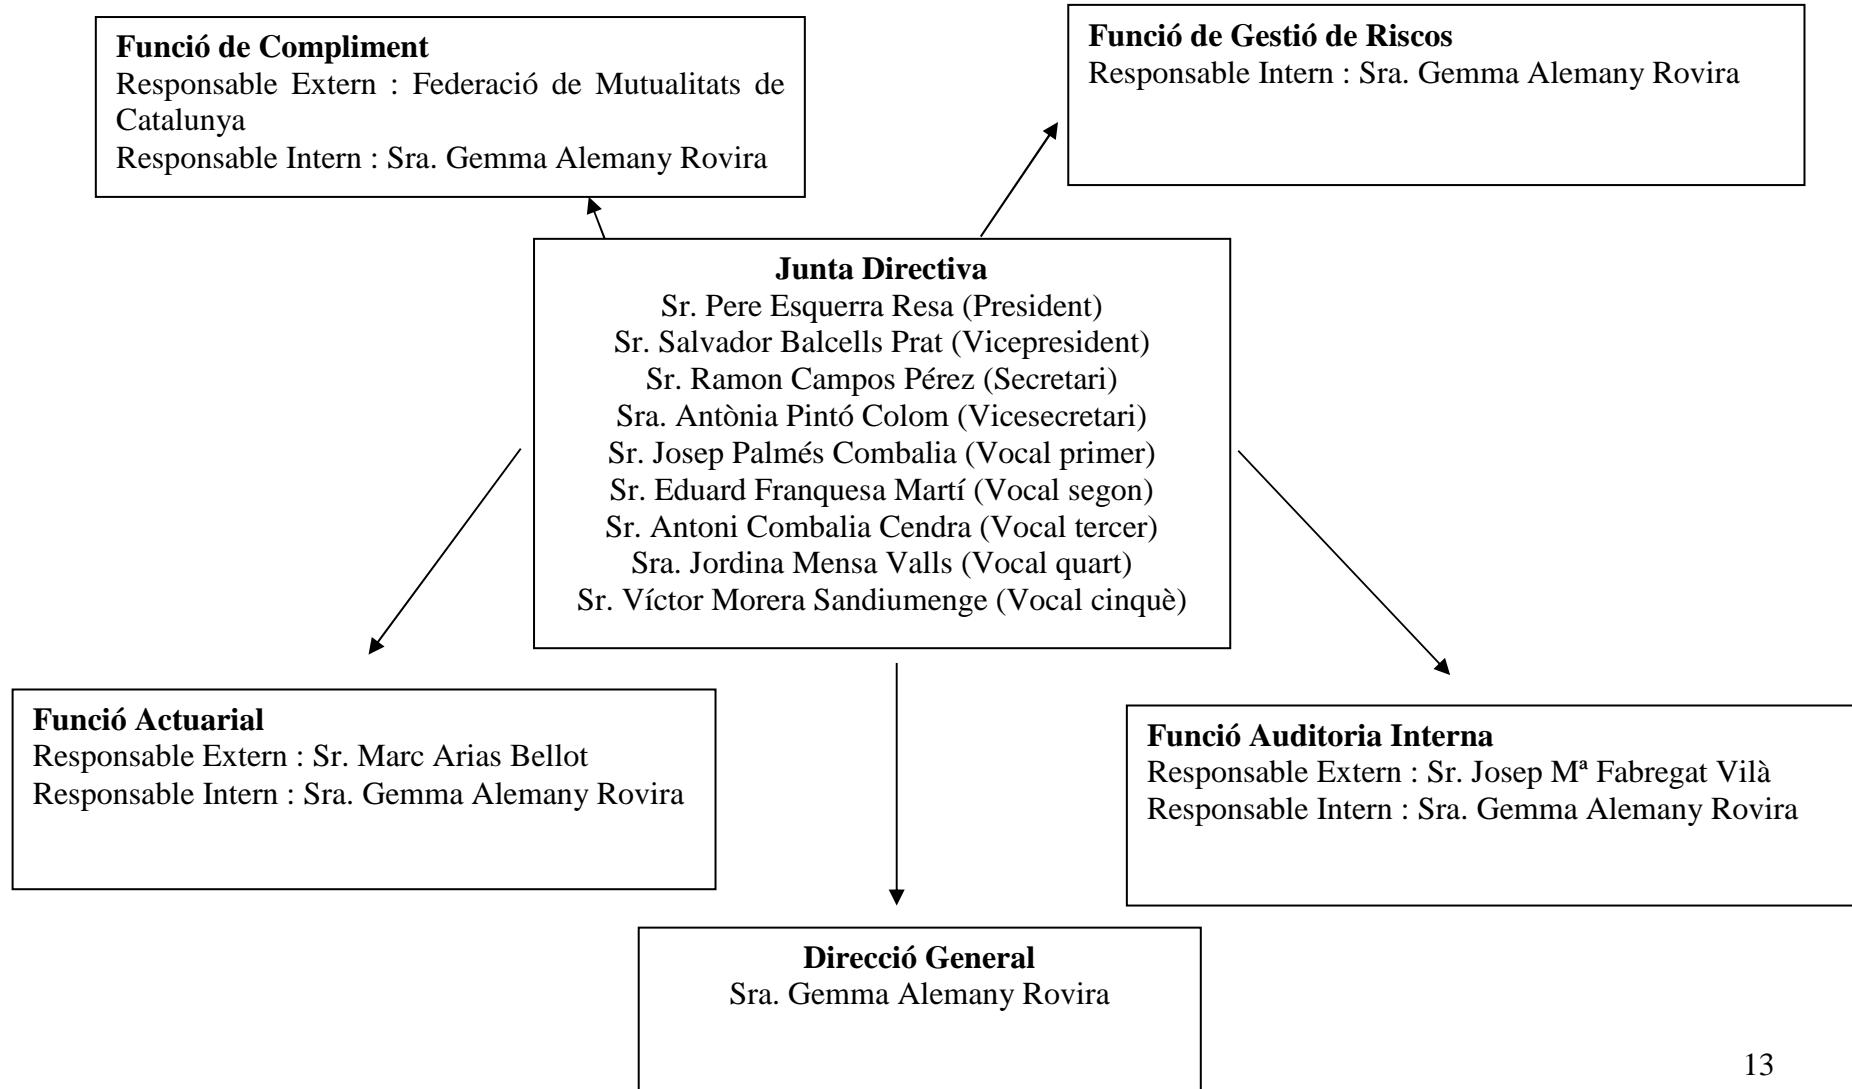 Funció de Compliment
Responsable Extern : Federació de Mutualitats de
Catalunya
Responsable Intern : Sra. Gemma Alemany Rovira
Funció de Gestió de Riscos
Responsable Intern : Sra. Gemma Alemany Rovira
Junta Directiva
Sr. Pere Esquerra Resa (President)
Sr. Salvador Balcells Prat (Vicepresident)
Sr. Ramon Campos Pérez (Secretari)
Sra. Antònia Pintó Colom (Vicesecretari)
Sr. Josep Palmés Combalia (Vocal primer)
Sr. Eduard Franquesa Martí (Vocal segon)
Sr. Antoni Combalia Cendra (Vocal tercer)
Sra. Jordina Mensa Valls (Vocal quart)
Sr. Víctor Morera Sandiumenge (Vocal cinquè)
Funció Actuarial
Responsable Extern : Sr. Marc Arias Bellot
Responsable Intern : Sra. Gemma Alemany Rovira
Funció Auditoria Interna
Responsable Extern : Sr. Josep Mª Fabregat Vilà
Responsable Intern : Sra. Gemma Alemany Rovira
Direcció General
Sra. Gemma Alemany Rovira
13